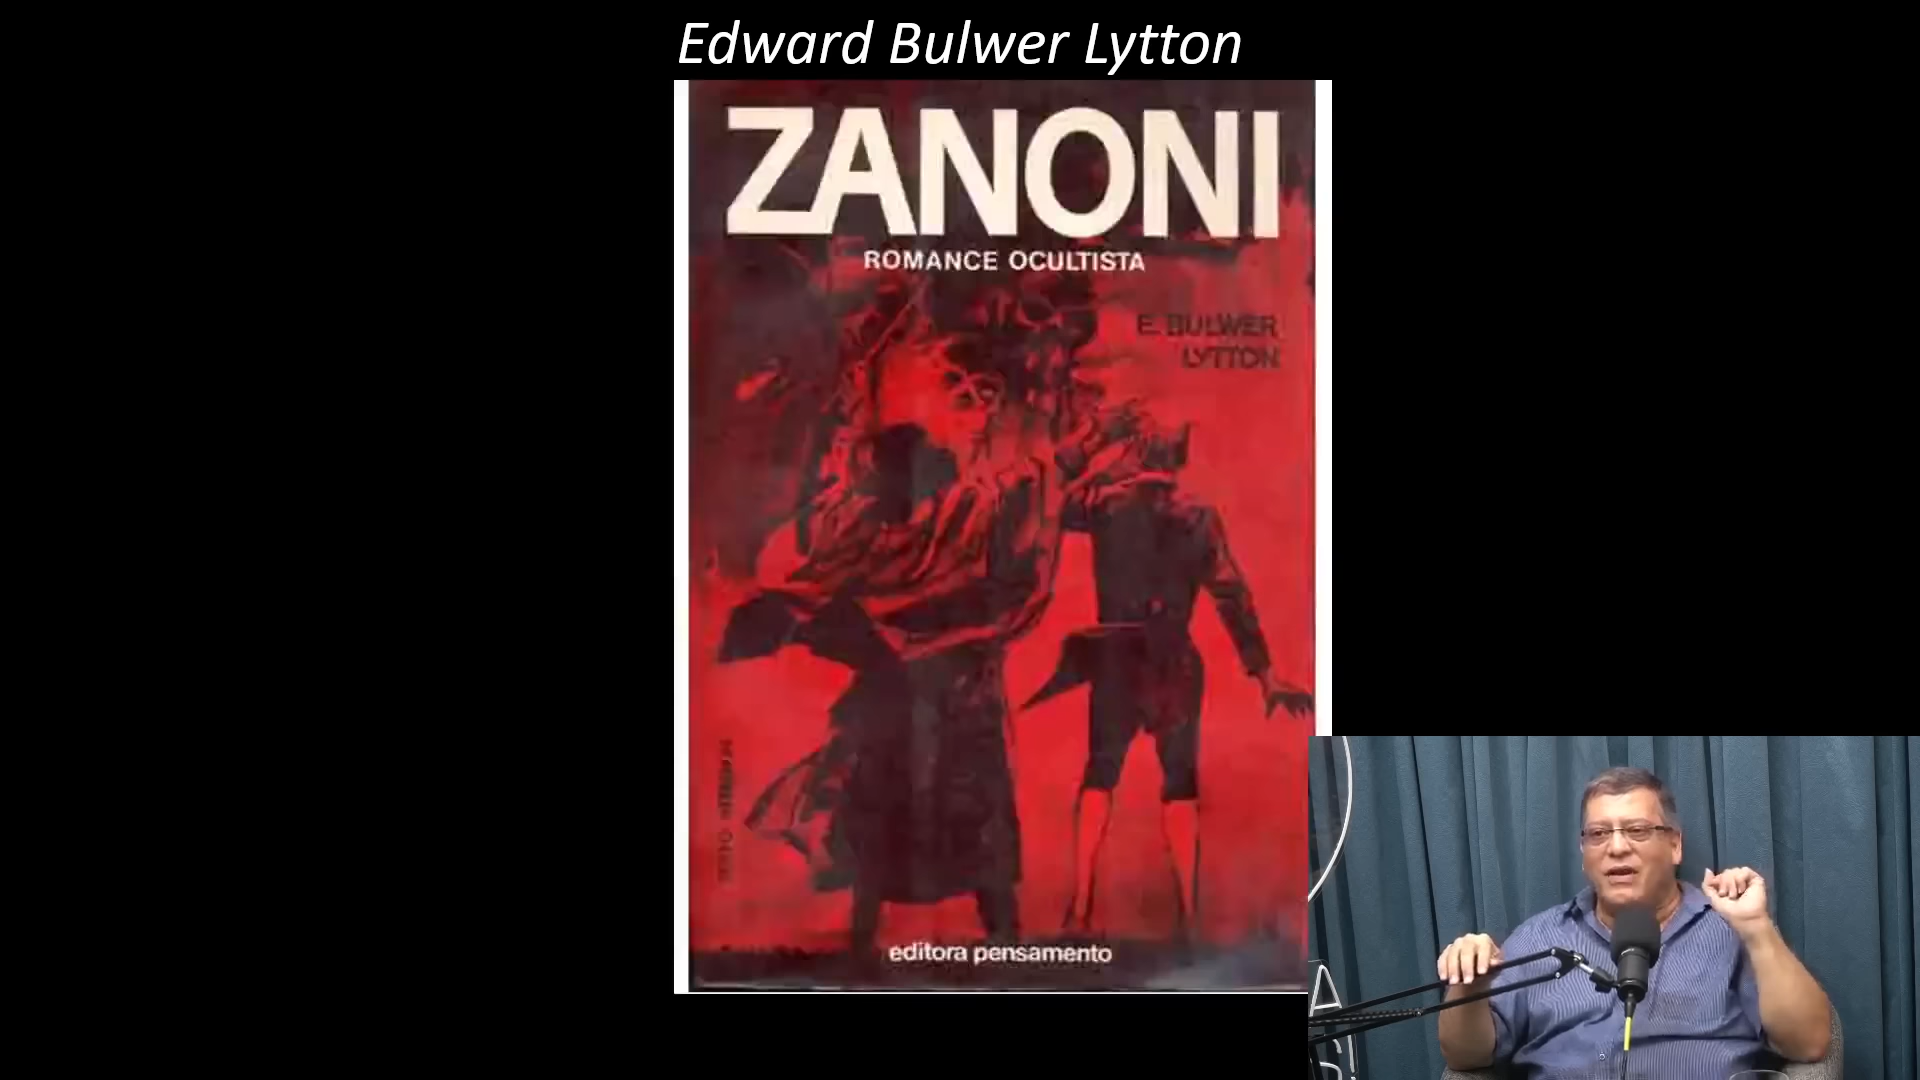 Edward Bulwer Lytton
ZANONI
ROMANCE OCULTISTA
E. BULWER
LYTTON
editora pensamento